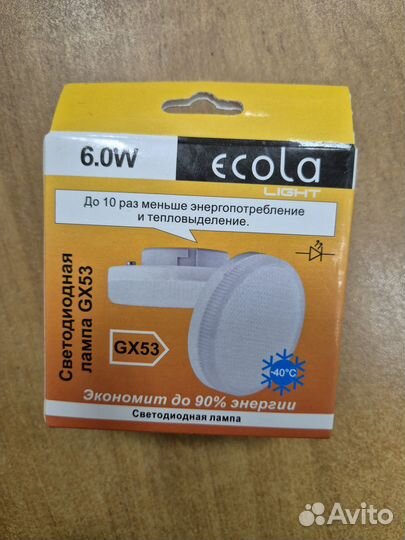 6.0W
ecola
LIGHT
До 10 раз меньше энергопотребление
и тепловыделение.
Светодиодная
лампа GX53
GX53
-40°C
Экономит до 90% энергии
Светодиодная лампа
Avito